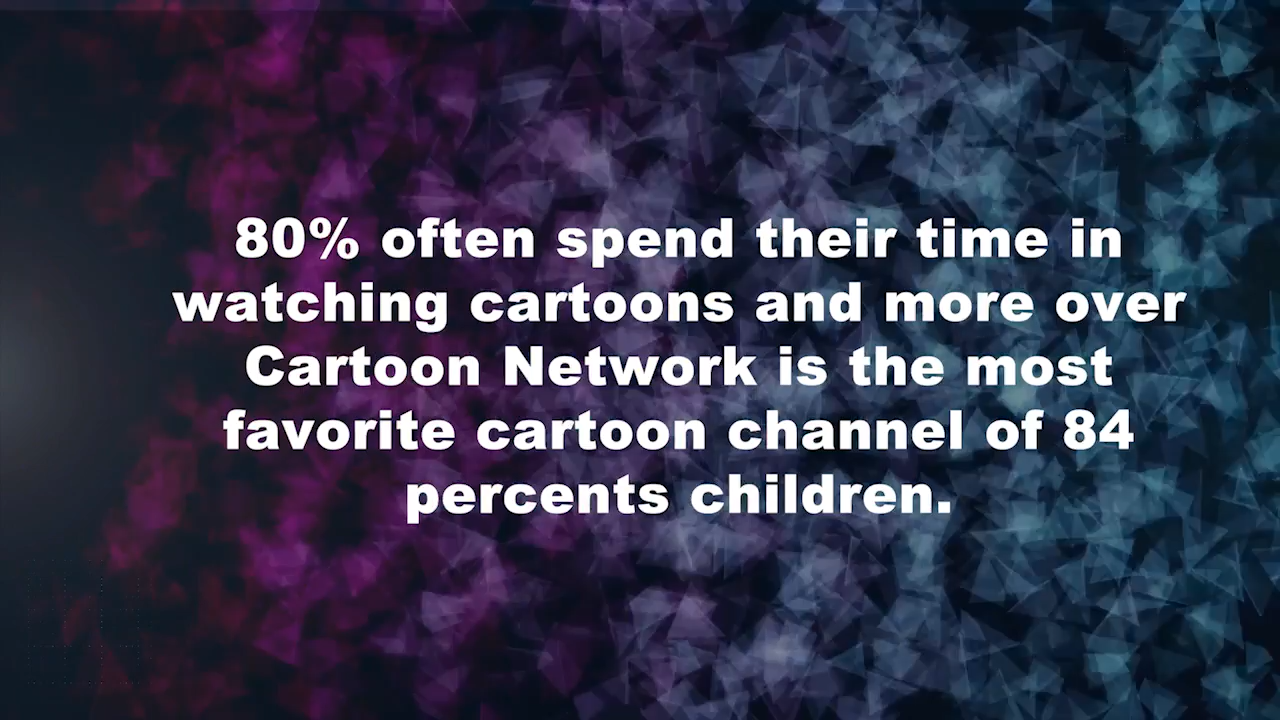 80% often spend their time in
watching cartoons and more over
Cartoon Network is the most
favorite cartoon channel of 84
percents children.